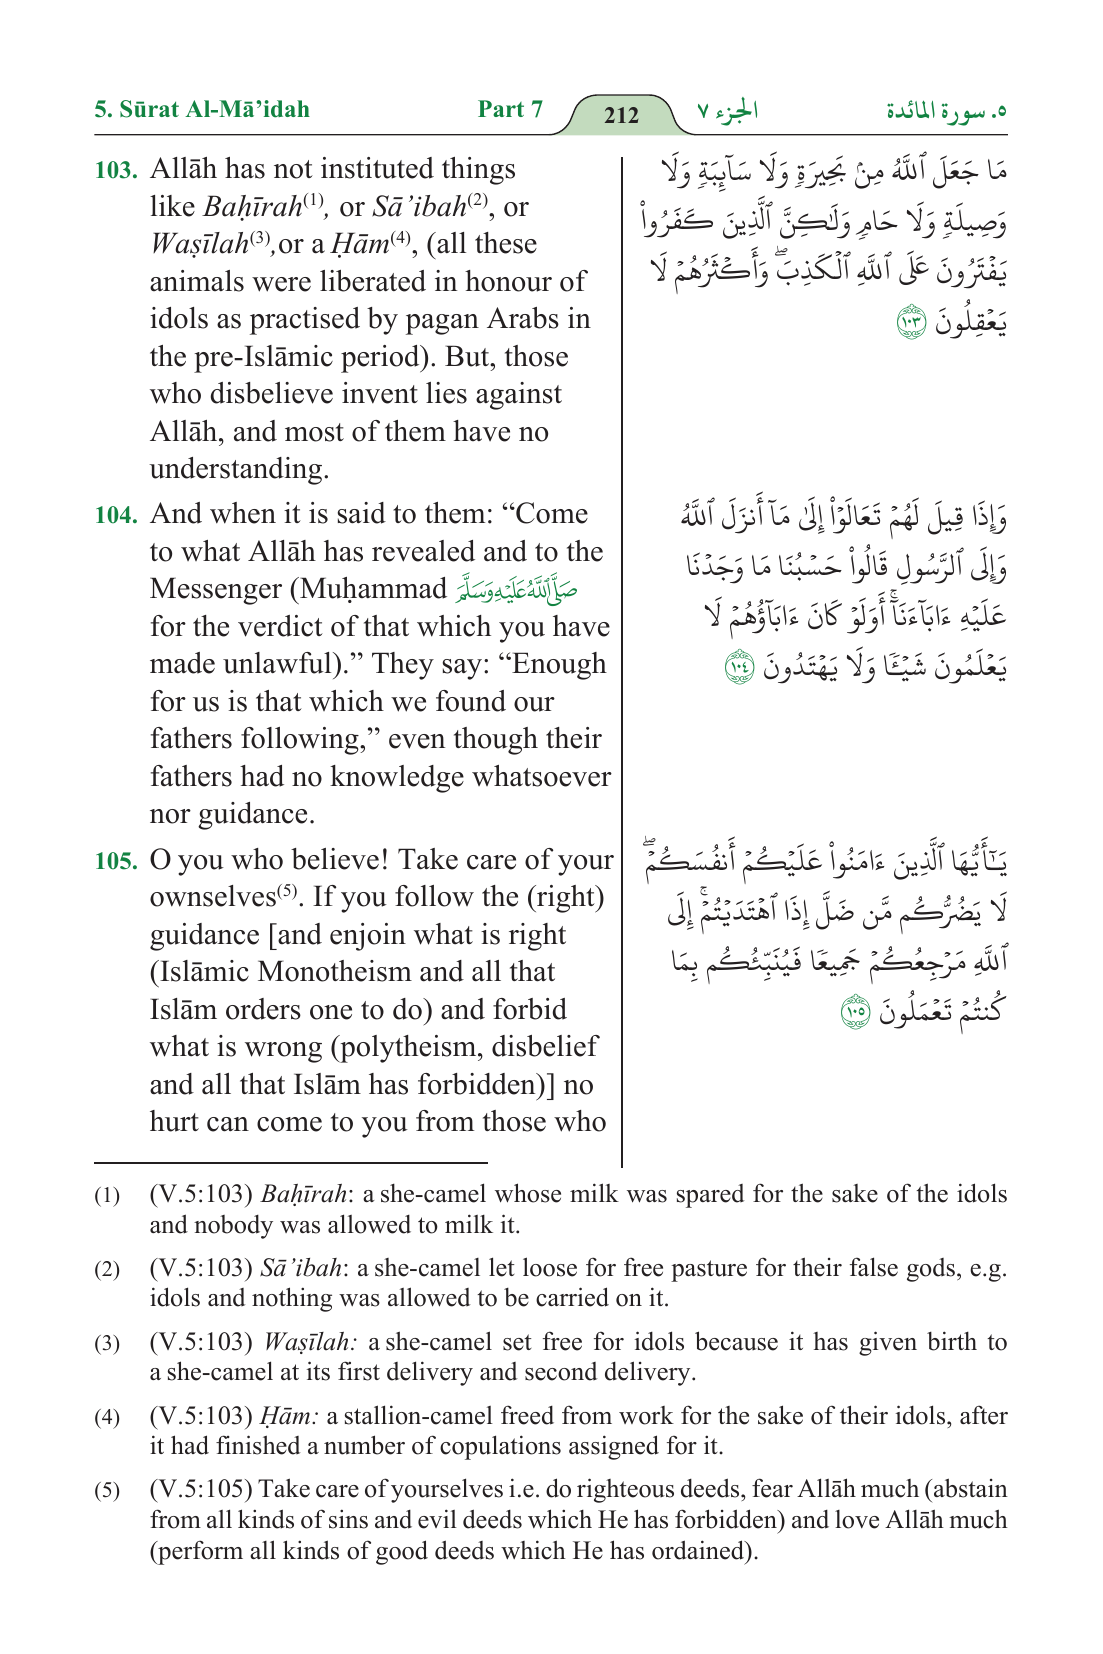 5. Sūrat Al-Mā’idah Part 7 212 الجزء ٧ ٥. سورة المائدة
103. Allāh has not instituted things
like Baḥīrah(1), or Sā’ibah(2), or
Waṣīlah(3),or a Ḥām(4), (all these
animals were liberated in honour of
idols as practised by pagan Arabs in
the pre-Islāmic period). But, those
who disbelieve invent lies against
Allāh, and most of them have no
understanding.
مَا جَعَلَ ٱللَّهُ مِنۢ بَحِيرَةٖ وَلَا سَآئِبَةٖ وَلَا
وَصِيلَةٖ وَلَا حَامٖ وَلَٰكِنَّ ٱلَّذِينَ كَفَرُواْ
يَفۡتَرُونَ عَلَى ٱللَّهِ ٱلۡكَذِبَۖ وَأَكۡثَرُهُمۡ لَا
يَعۡقِلُونَ ١٠٣
104. And when it is said to them: “Come
to what Allāh has revealed and to the
Messenger (Muḥammad صَلَّى ٱللَّهُ عَلَيْهِ وَسَلَّمَ
for the verdict of that which you have
made unlawful).” They say: “Enough
for us is that which we found our
fathers following,” even though their
fathers had no knowledge whatsoever
nor guidance.
وَإِذَا قِيلَ لَهُمۡ تَعَالَوۡاْ إِلَىٰ مَآ أَنزَلَ ٱللَّهُ
وَإِلَى ٱلرَّسُولِ قَالُواْ حَسۡبُنَا مَا وَجَدۡنَا
عَلَيۡهِ ءَابَآءَنَآۚ أَوَلَوۡ كَانَ ءَابَآؤُهُمۡ لَا
يَعۡلَمُونَ شَيۡـٔٗا وَلَا يَهۡتَدُونَ ١٠٤
105. O you who believe! Take care of your
ownselves(5). If you follow the (right)
guidance [and enjoin what is right
(Islāmic Monotheism and all that
Islām orders one to do) and forbid
what is wrong (polytheism, disbelief
and all that Islām has forbidden)] no
hurt can come to you from those who
يَٰٓأَيُّهَا ٱلَّذِينَ ءَامَنُواْ عَلَيۡكُمۡ أَنفُسَكُمۡۖ
لَا يَضُرُّكُم مَّن ضَلَّ إِذَا ٱهۡتَدَيۡتُمۡۚ إِلَى
ٱللَّهِ مَرۡجِعُكُمۡ جَمِيعٗا فَيُنَبِّئُكُم بِمَا
كُنتُمۡ تَعۡمَلُونَ ١٠٥
(1) (V.5:103) Baḥīrah: a she-camel whose milk was spared for the sake of the idols
and nobody was allowed to milk it.
(2) (V.5:103) Sā’ibah: a she-camel let loose for free pasture for their false gods, e.g.
idols and nothing was allowed to be carried on it.
(3) (V.5:103) Waṣīlah: a she-camel set free for idols because it has given birth to
a she-camel at its first delivery and second delivery.
(4) (V.5:103) Ḥām: a stallion-camel freed from work for the sake of their idols, after
it had finished a number of copulations assigned for it.
(5) (V.5:105) Take care of yourselves i.e. do righteous deeds, fear Allāh much (abstain
from all kinds of sins and evil deeds which He has forbidden) and love Allāh much
(perform all kinds of good deeds which He has ordained).